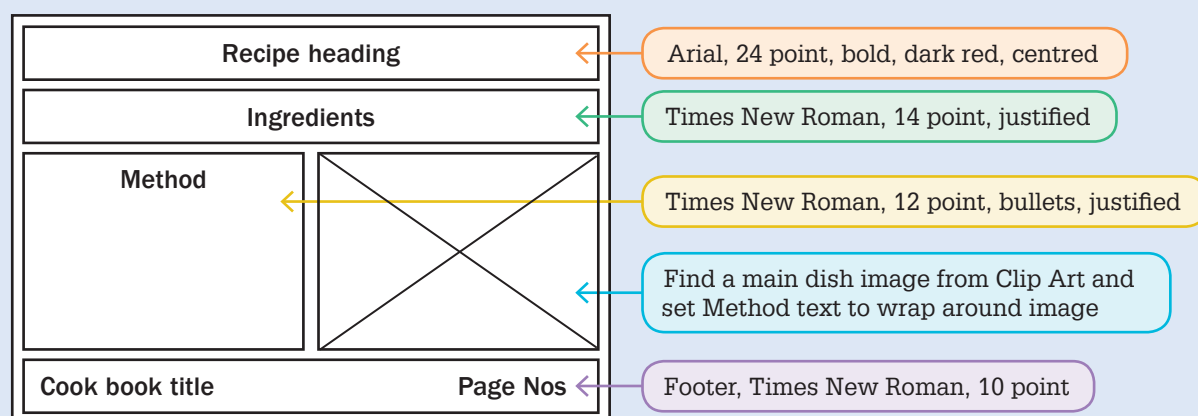 Recipe heading
Arial, 24 point, bold, dark red, centred
Ingredients
Times New Roman, 14 point, justified
Method
Times New Roman, 12 point, bullets, justified
Find a main dish image from Clip Art and
set Method text to wrap around image
Cook book title
Page Nos
Footer, Times New Roman, 10 point